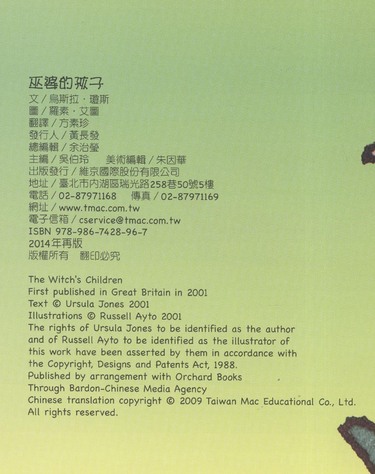 巫婆的孩子
文／烏斯拉．瓊斯
圖／羅素．艾圖
翻譯／方素珍
發行人／黃長發
總編輯／余治瑩
主編／吳伯玲　美術編輯／朱因華
出版發行／維京國際股份有限公司
地址／臺北市內湖區瑞光路258巷50號5樓
電話／02-87971168　傳真／02-87971169
網址／www.tmac.com.tw
電子信箱／cservice@tmac.com.tw
ISBN 978-986-7428-96-7
2014年再版
版權所有　翻印必究
The Witch's Children
First published in Great Britain in 2001
Text © Ursula Jones 2001
Illustrations © Russell Ayto 2001
The rights of Ursula Jones to be identified as the author
and of Russell Ayto to be identified as the illustrator of
this work have been asserted by them in accordance with
the Copyright, Designs and Patents Act, 1988.
Published by arrangement with Orchard Books
Through Bardon-Chinese Media Agency
Chinese translation copyright © 2009 Taiwan Mac Educational Co., Ltd.
All rights reserved.